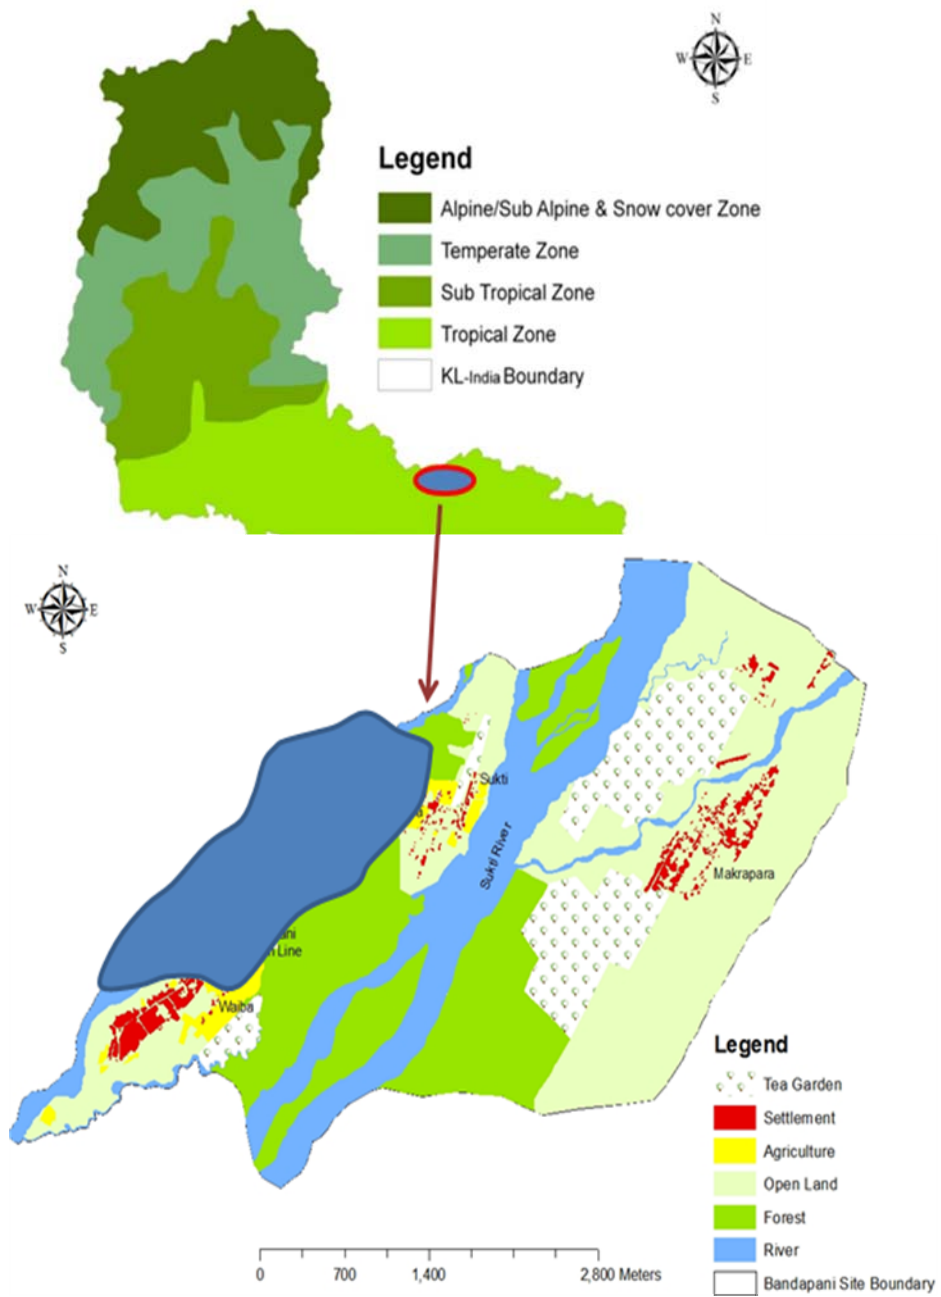 N
W E
S
Legend
Alpine/Sub Alpine & Snow cover Zone
Temperate Zone
Sub Tropical Zone
Tropical Zone
KL-India Boundary
N
W E
S
Sukti
Sukti River
Makrapara
Line
Waiba
Legend
Tea Garden
Settlement
Agriculture
Open Land
Forest
River
Bandapani Site Boundary
0 700 1,400 2,800 Meters